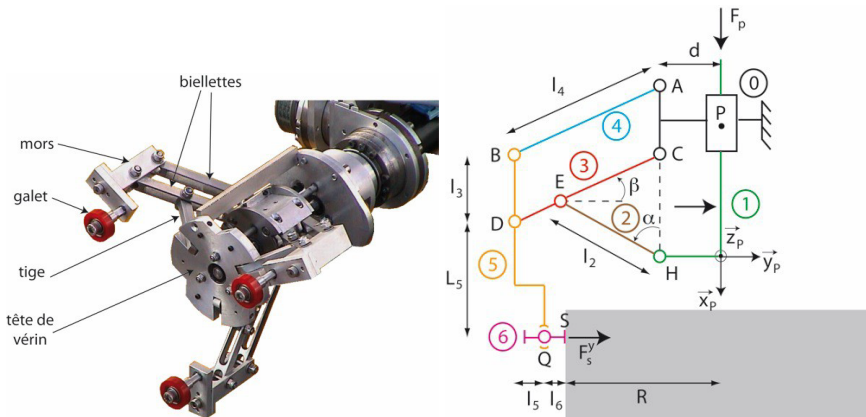 biellettes
mors
galet
tige
tête de
vérin
F_p
d
0
l_4
A
P
4
B
3
C
l_3
E
β
1
D
2
α
z_P
5
l_2
H
y_P
L_5
x_P
S
6
F_s^y
Q
l_5
l_6
R